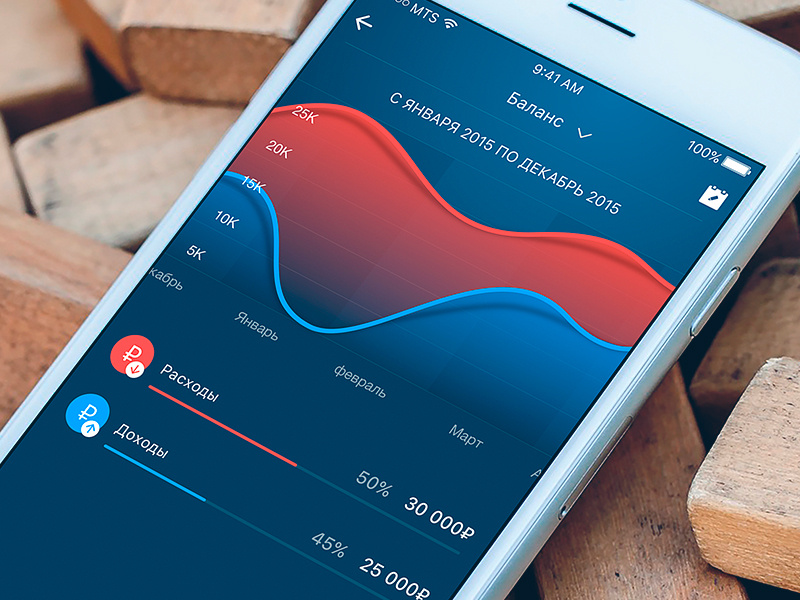 MTS
9:41 AM
100%
Баланс
С ЯНВАРЯ 2015 ПО ДЕКАБРЬ 2015
25K
20K
15K
10K
5K
кабрь
Январь
февраль
Март
А
Расходы
50% 30 000₽
Доходы
45% 25 000₽